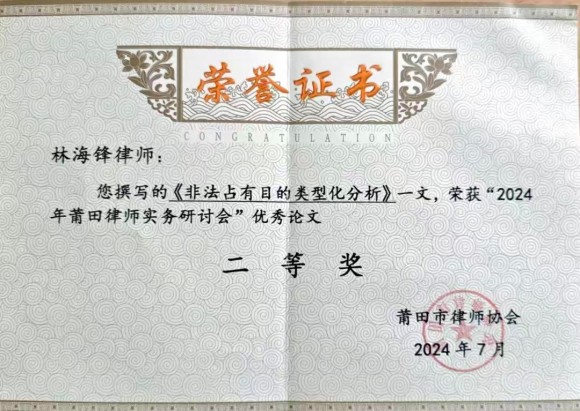 荣誉证书
CONGRATULATION
林海锋律师：
您撰写的《非法占有目的类型化分析》一文，荣获“2024
年莆田律师实务研讨会”优秀论文
二等奖
莆田市律师协会
2024年7月